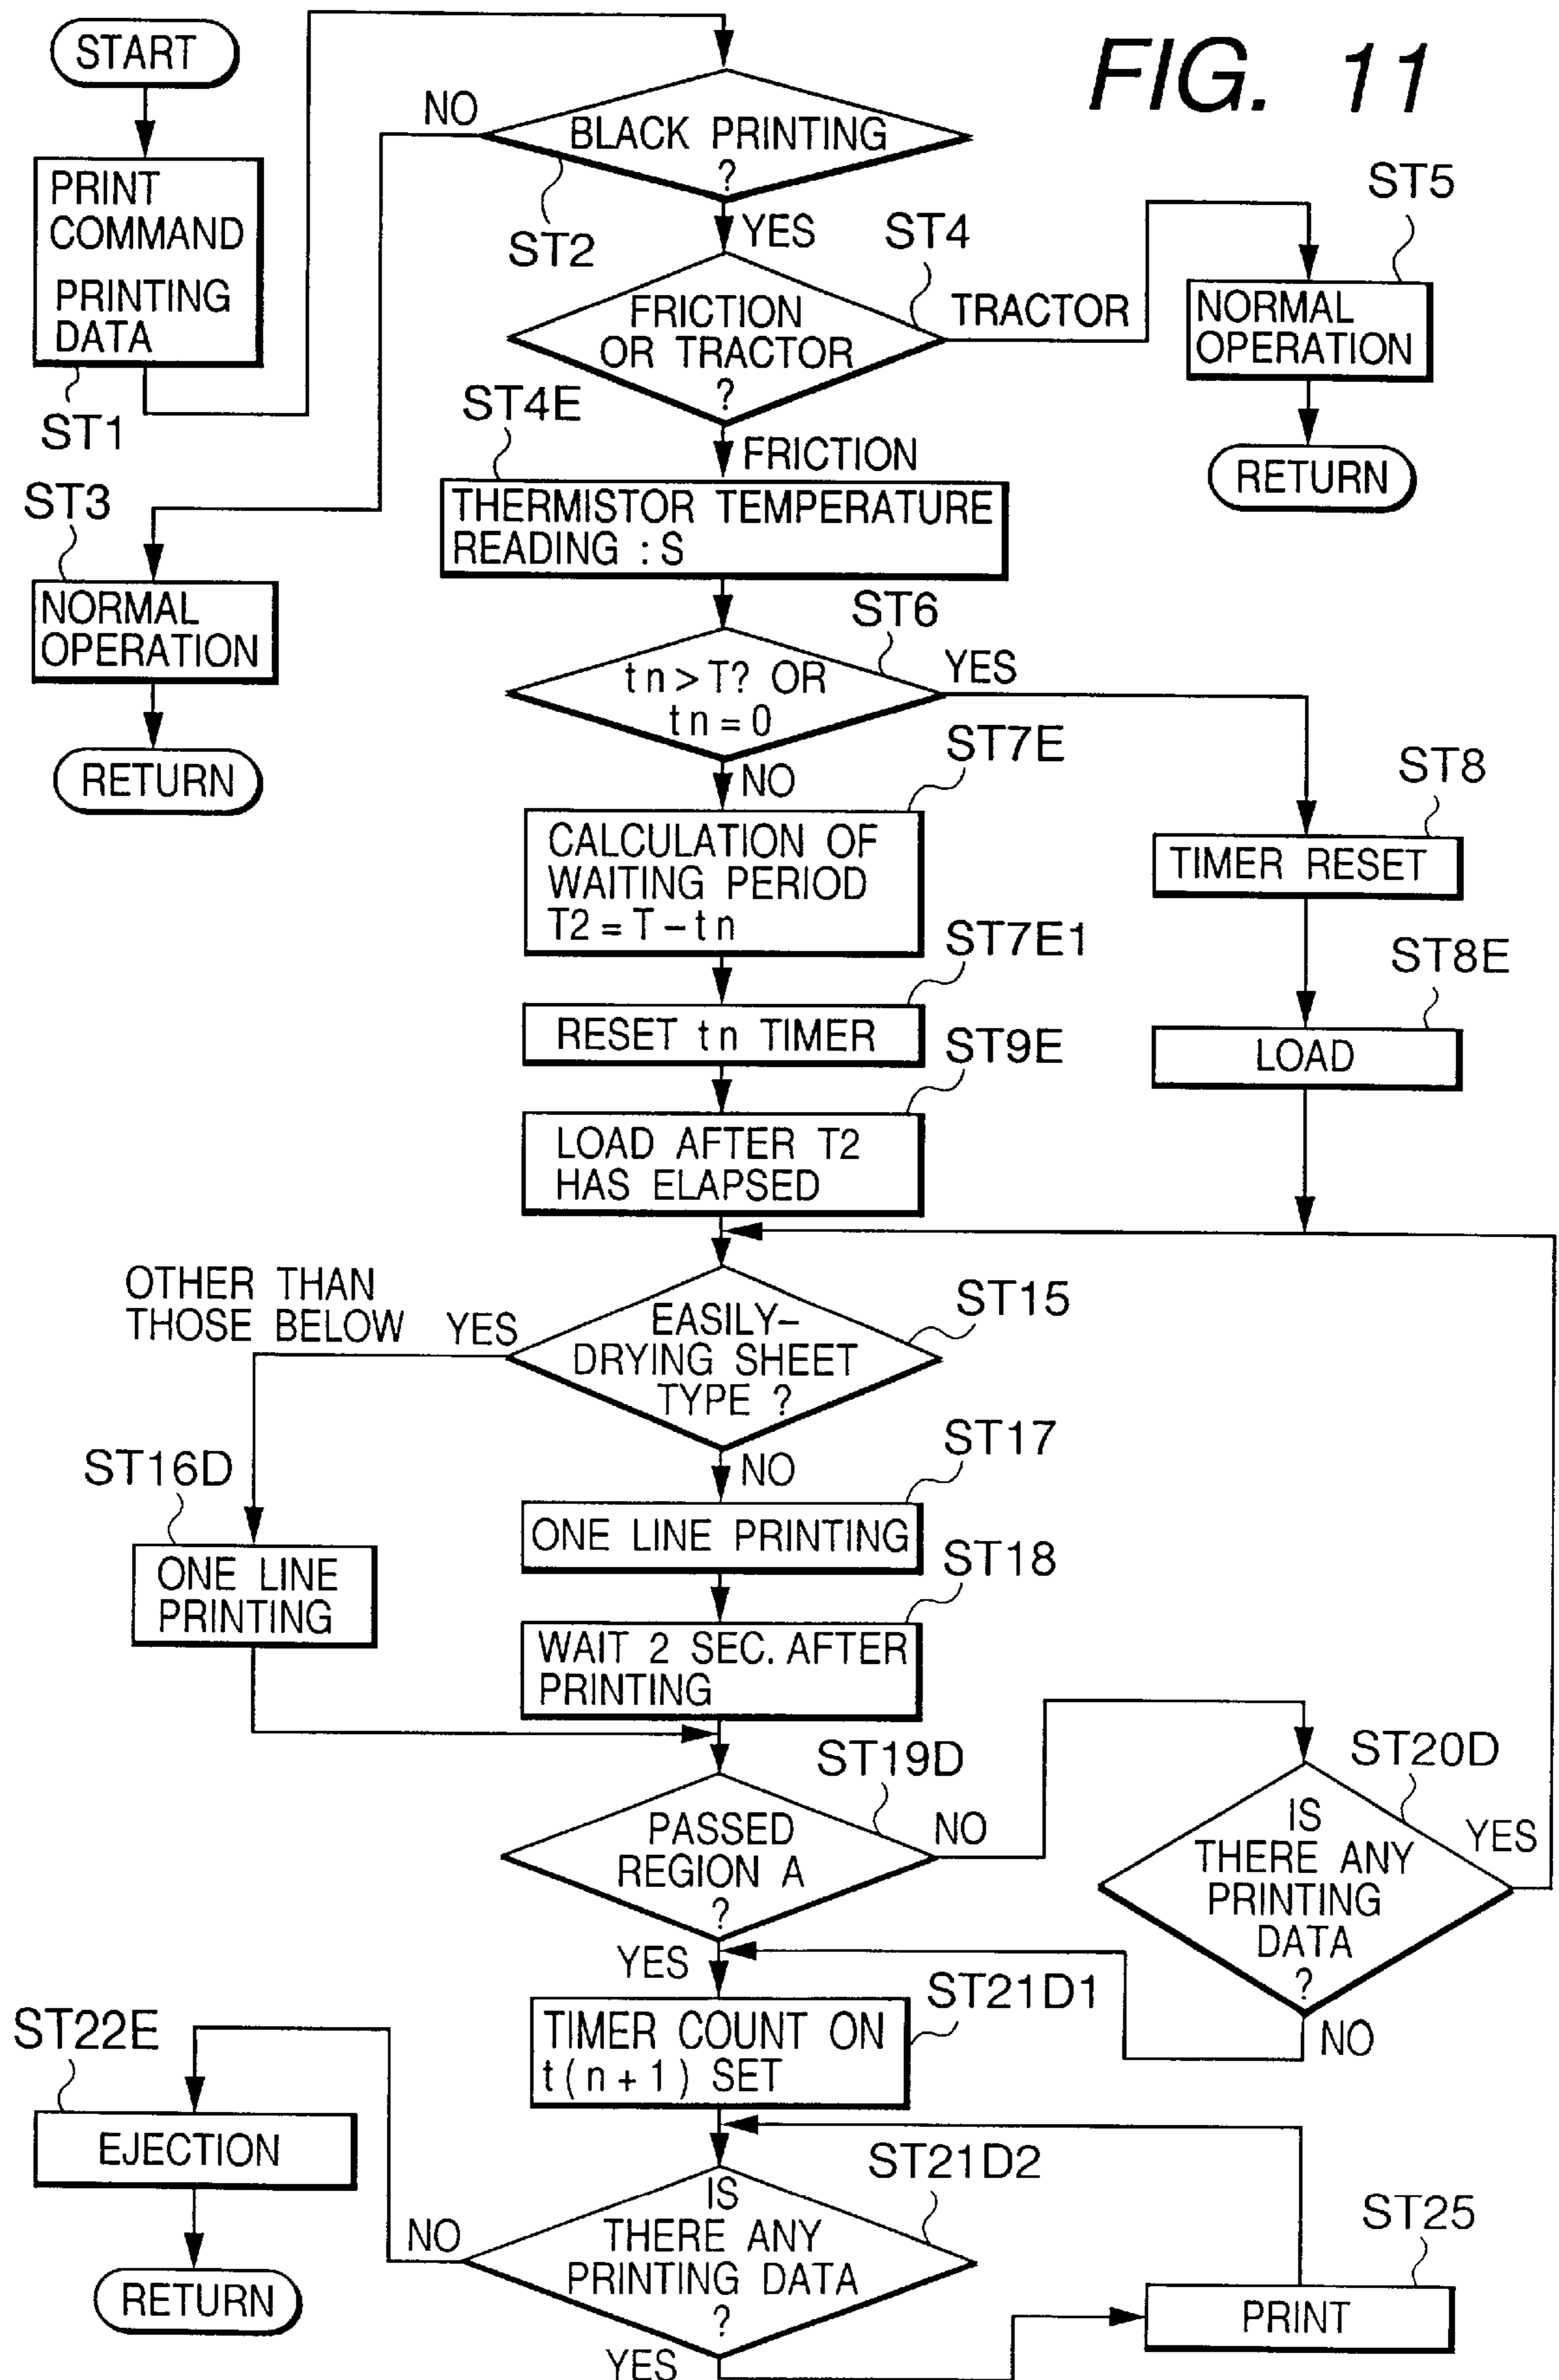 FIG. 11
START
PRINT
COMMAND
PRINTING
DATA
ST1
BLACK PRINTING
?
NO
ST2
YES
ST3
NORMAL
OPERATION
RETURN
ST4
FRICTION
OR TRACTOR
?
TRACTOR
ST5
NORMAL
OPERATION
RETURN
FRICTION
ST4E
THERMISTOR TEMPERATURE
READING : S
ST6
tn > T? OR
tn = 0
YES
NO
ST7E
CALCULATION OF
WAITING PERIOD
T2 = T - tn
ST7E1
RESET tn TIMER
ST9E
LOAD AFTER T2
HAS ELAPSED
ST8
TIMER RESET
ST8E
LOAD
OTHER THAN
THOSE BELOW
YES
EASILY-
DRYING SHEET
TYPE ?
ST15
NO
ST16D
ONE LINE
PRINTING
ST17
ONE LINE PRINTING
ST18
WAIT 2 SEC. AFTER
PRINTING
ST19D
PASSED
REGION A
?
NO
YES
ST20D
IS
THERE ANY
PRINTING
DATA
?
YES
NO
ST21D1
TIMER COUNT ON
t(n+1) SET
ST21D2
IS
THERE ANY
PRINTING DATA
?
NO
YES
ST22E
EJECTION
RETURN
ST25
PRINT